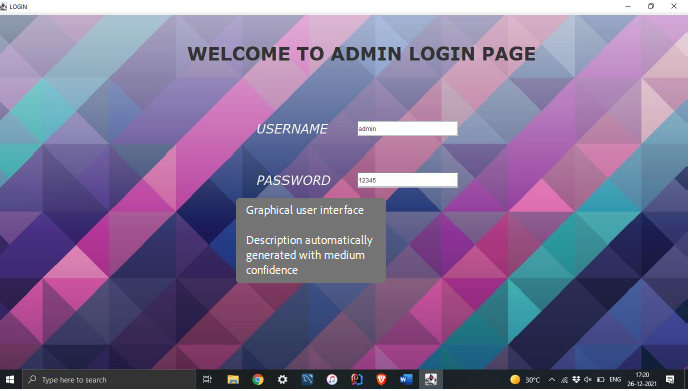 LOGIN
WELCOME TO ADMIN LOGIN PAGE
USERNAME admin
PASSWORD 12345
Graphical user interface
Description automatically
generated with medium
confidence
Type here to search
30°C
ENG
17:20
26-12-2021